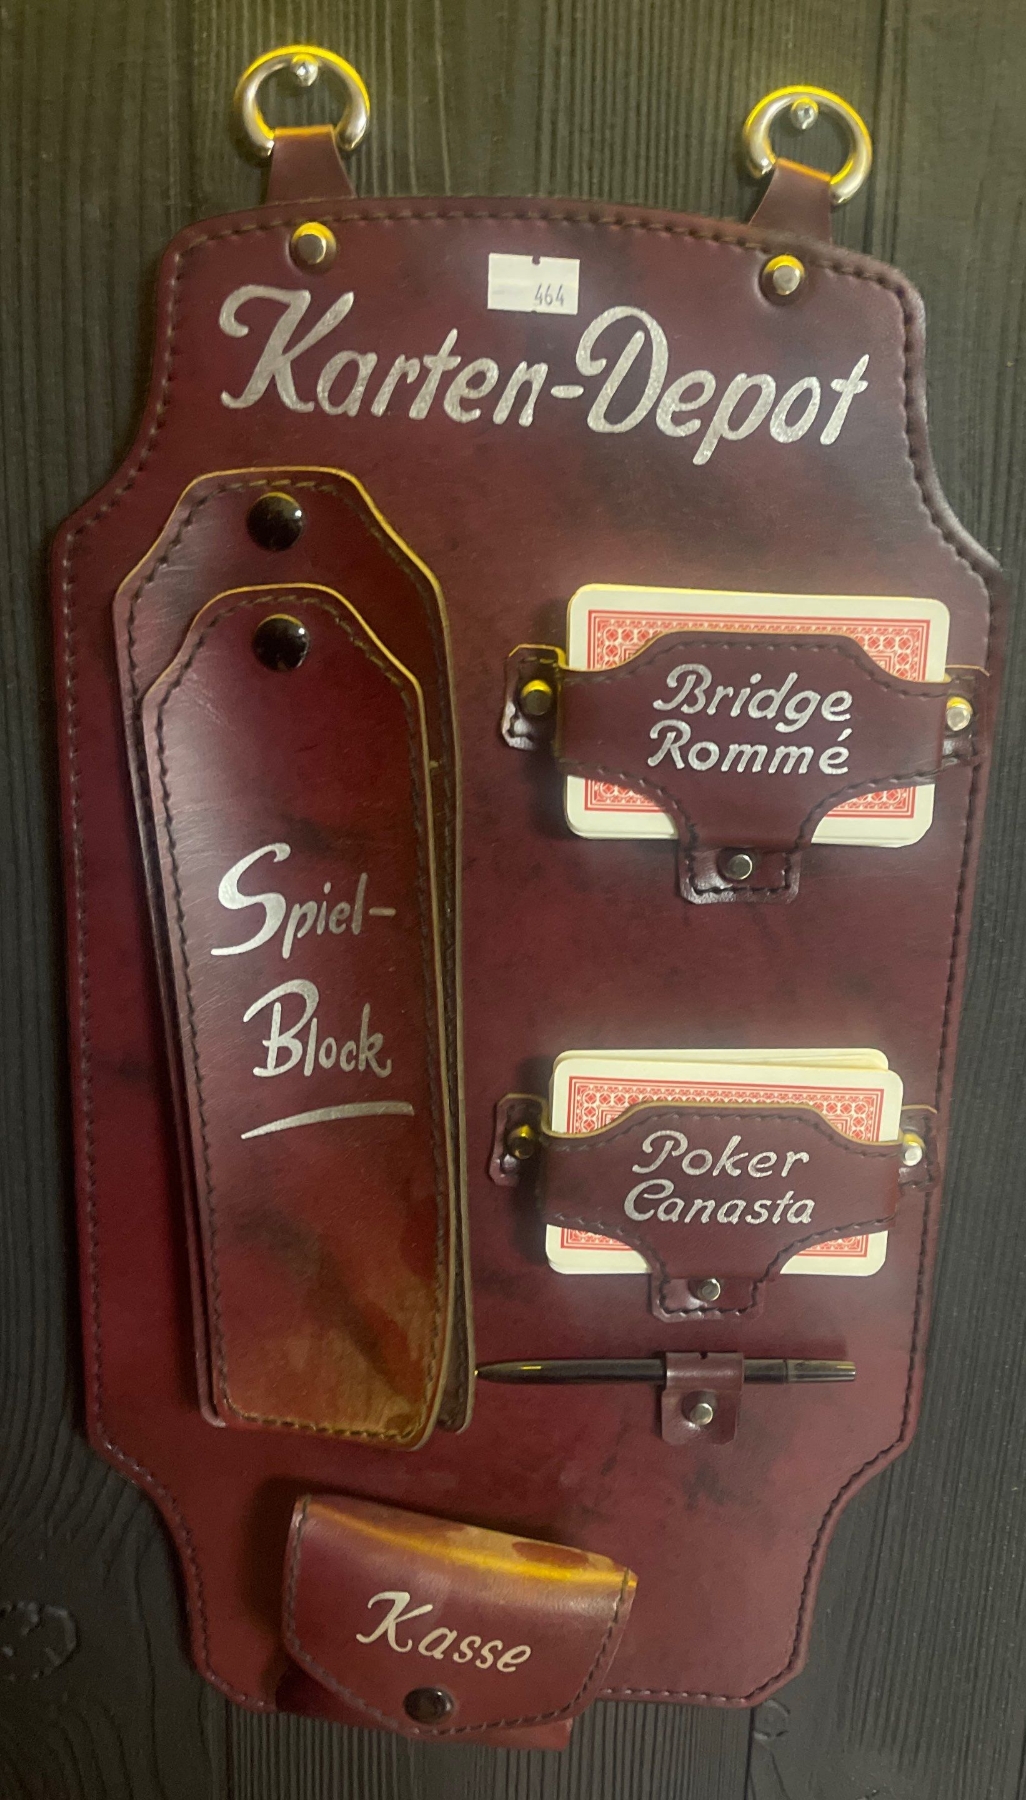 464
Karten-Depot
Spiel-
Block
Bridge
Rommé
Poker
Canasta
Kasse